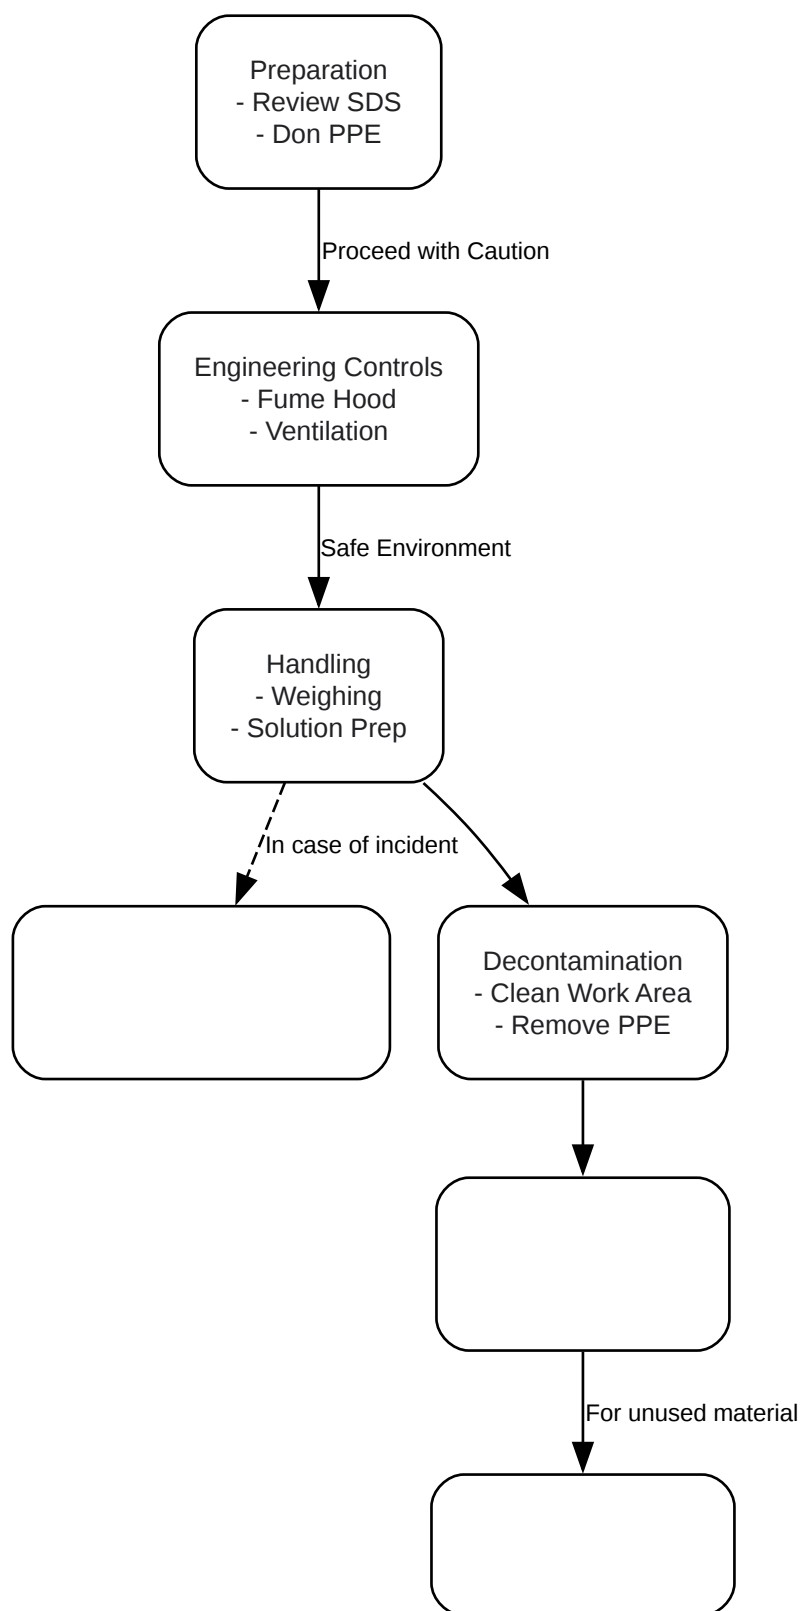 Preparation
- Review SDS
- Don PPE
Proceed with Caution
Engineering Controls
- Fume Hood
- Ventilation
Safe Environment
Handling
- Weighing
- Solution Prep
In case of incident
Decontamination
- Clean Work Area
- Remove PPE
For unused material